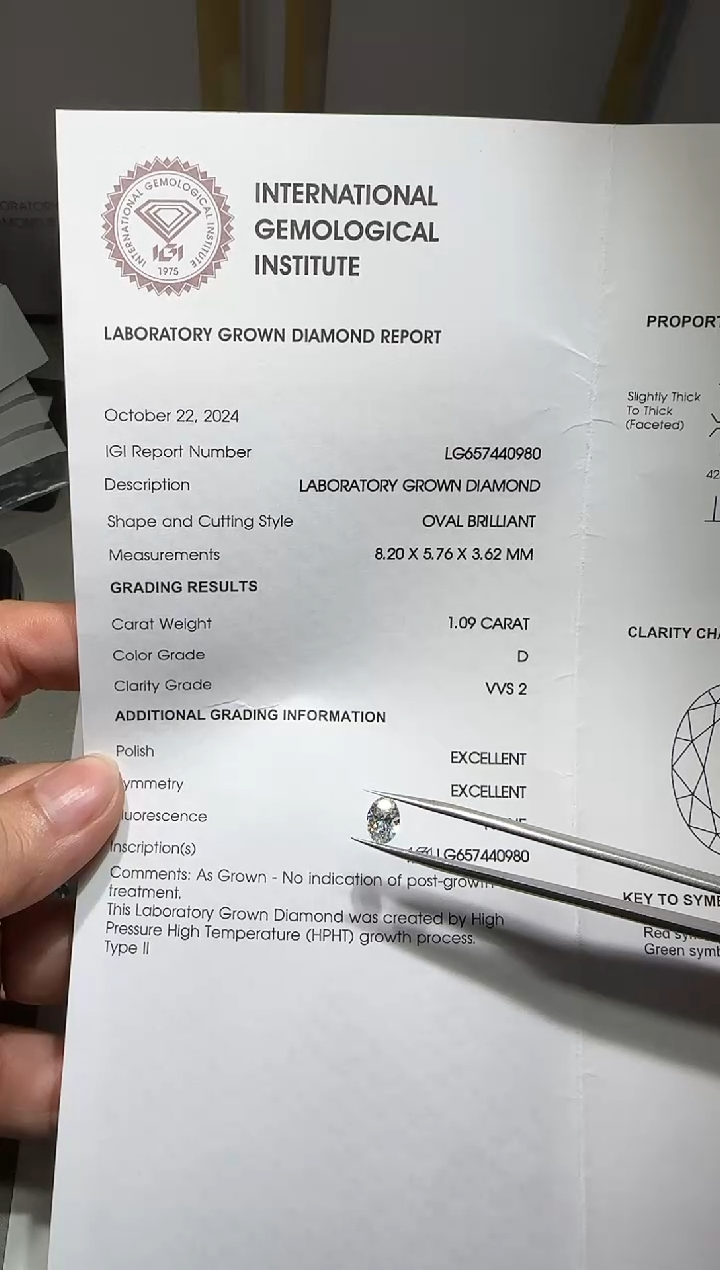 INTERNATIONAL GEMOLOGICAL INSTITUTE
IGI
1975
INTERNATIONAL
GEMOLOGICAL
INSTITUTE
LABORATORY GROWN DIAMOND REPORT
October 22, 2024
IGI Report Number LG657440980
Description LABORATORY GROWN DIAMOND
Shape and Cutting Style OVAL BRILLIANT
Measurements 8.20 X 5.76 X 3.62 MM
GRADING RESULTS
Carat Weight 1.09 CARAT
Color Grade D
Clarity Grade VVS 2
ADDITIONAL GRADING INFORMATION
Polish EXCELLENT
ymmetry EXCELLENT
uorescence
Inscription(s) LG657440980
Comments: As Grown - No indication of post-growth
treatment.
This Laboratory Grown Diamond was created by High
Pressure High Temperature (HPHT) growth process.
Type II
PROPORT
Slightly Thick
To Thick
(Faceted)
42
CLARITY CHA
KEY TO SYMB
Red sy
Green symb